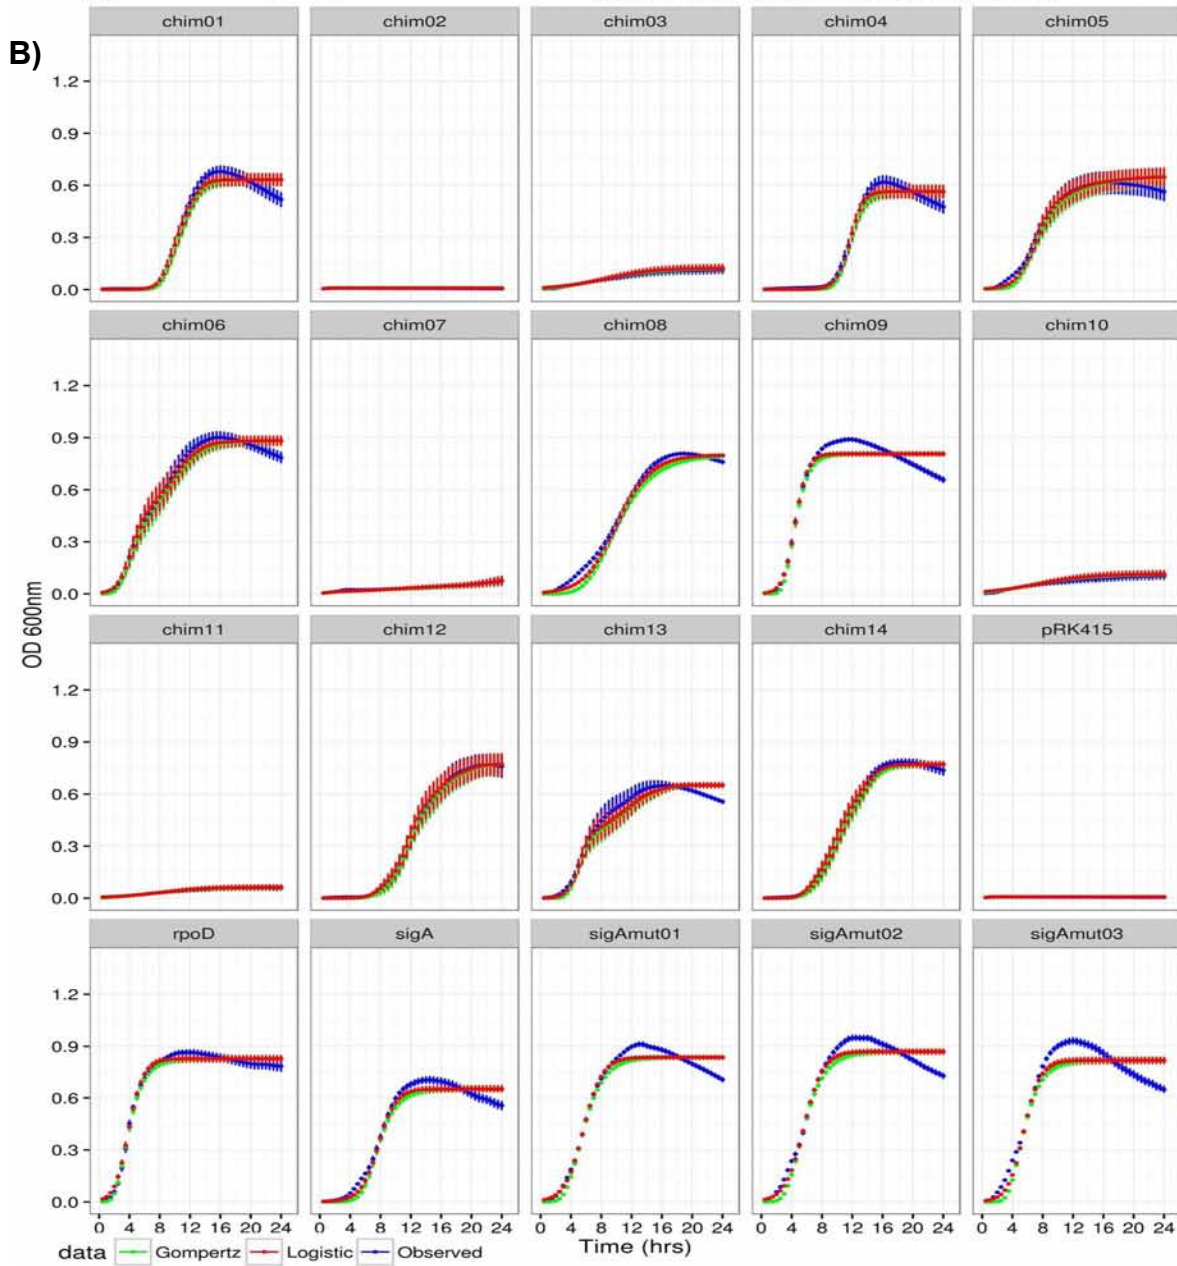 B)
chim01 chim02 chim03 chim04 chim05
1.2
0.9
0.6
0.3
0.0
chim06 chim07 chim08 chim09 chim10
1.2
0.9
0.6
0.3
0.0
chim11 chim12 chim13 chim14 pRK415
1.2
0.9
0.6
0.3
0.0
rpoD sigA sigAmut01 sigAmut02 sigAmut03
1.2
0.9
0.6
0.3
0.0
OD 600nm
0 4 8 12 16 20 24 0 4 8 12 16 20 24 0 4 8 12 16 20 24 0 4 8 12 16 20 24 0 4 8 12 16 20 24
Time (hrs)
data Gompertz Logistic Observed